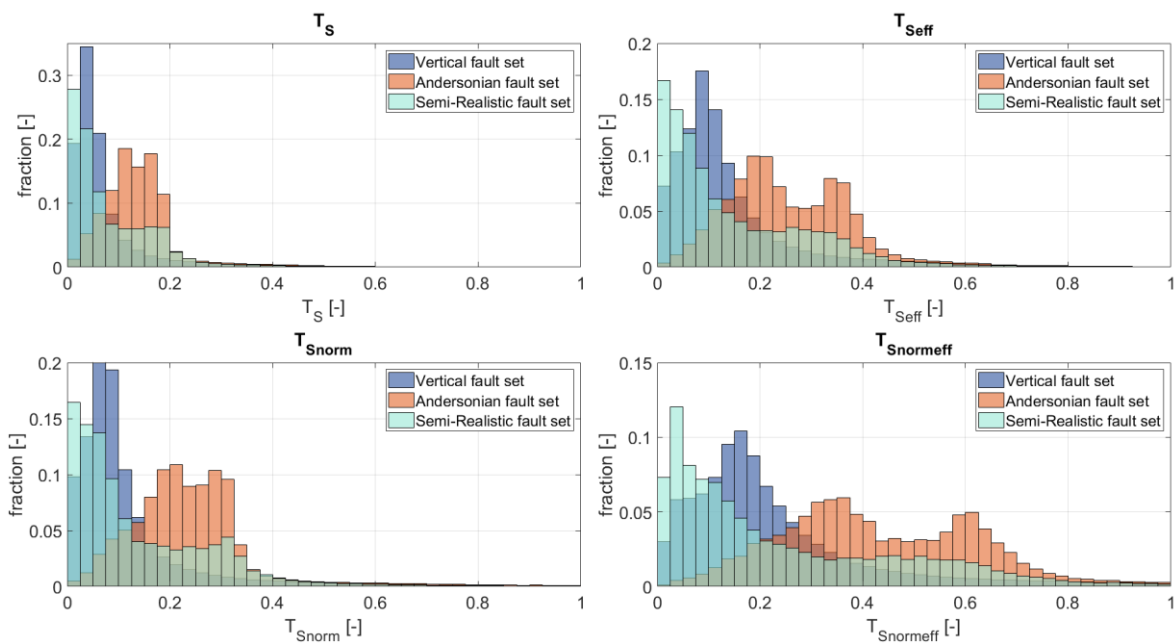 T_S
0.3
0.2
0.1
0
fraction [-]
Vertical fault set
Andersonian fault set
Semi-Realistic fault set
0 0.2 0.4 0.6 0.8 1
T_S [-]
T_Seff
0.2
0.15
0.1
0.05
0
fraction [-]
Vertical fault set
Andersonian fault set
Semi-Realistic fault set
0 0.2 0.4 0.6 0.8 1
T_Seff [-]
T_Snorm
0.2
0.15
0.1
0.05
0
fraction [-]
Vertical fault set
Andersonian fault set
Semi-Realistic fault set
0 0.2 0.4 0.6 0.8 1
T_Snorm [-]
T_Snormeff
0.15
0.1
0.05
0
fraction [-]
Vertical fault set
Andersonian fault set
Semi-Realistic fault set
0 0.2 0.4 0.6 0.8 1
T_Snormeff [-]